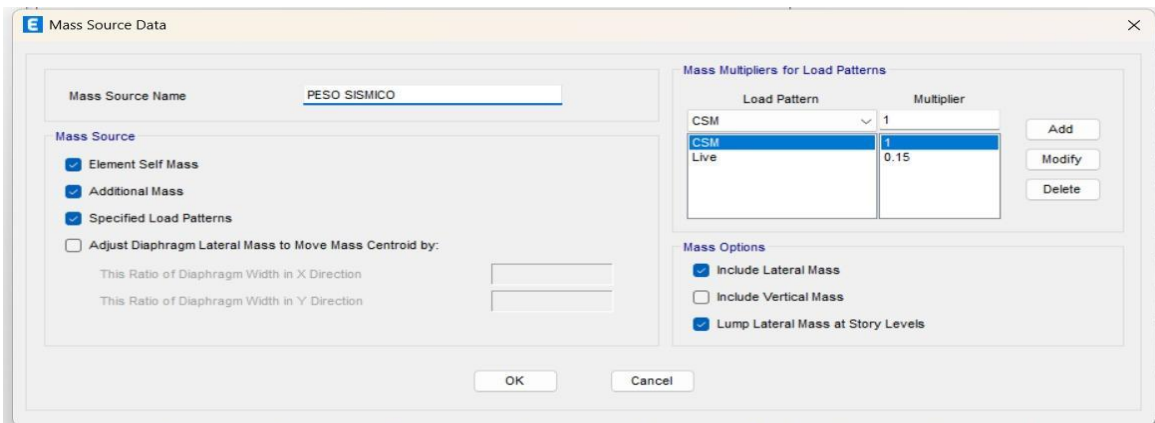 E Mass Source Data
Mass Source Name PESO SISMICO
Mass Source
Element Self Mass
Additional Mass
Specified Load Patterns
Adjust Diaphragm Lateral Mass to Move Mass Centroid by:
This Ratio of Diaphragm Width in X Direction
This Ratio of Diaphragm Width in Y Direction
Mass Multipliers for Load Patterns
Load Pattern Multiplier
CSM 1
CSM 1
Live 0.15
Add
Modify
Delete
Mass Options
Include Lateral Mass
Include Vertical Mass
Lump Lateral Mass at Story Levels
OK Cancel